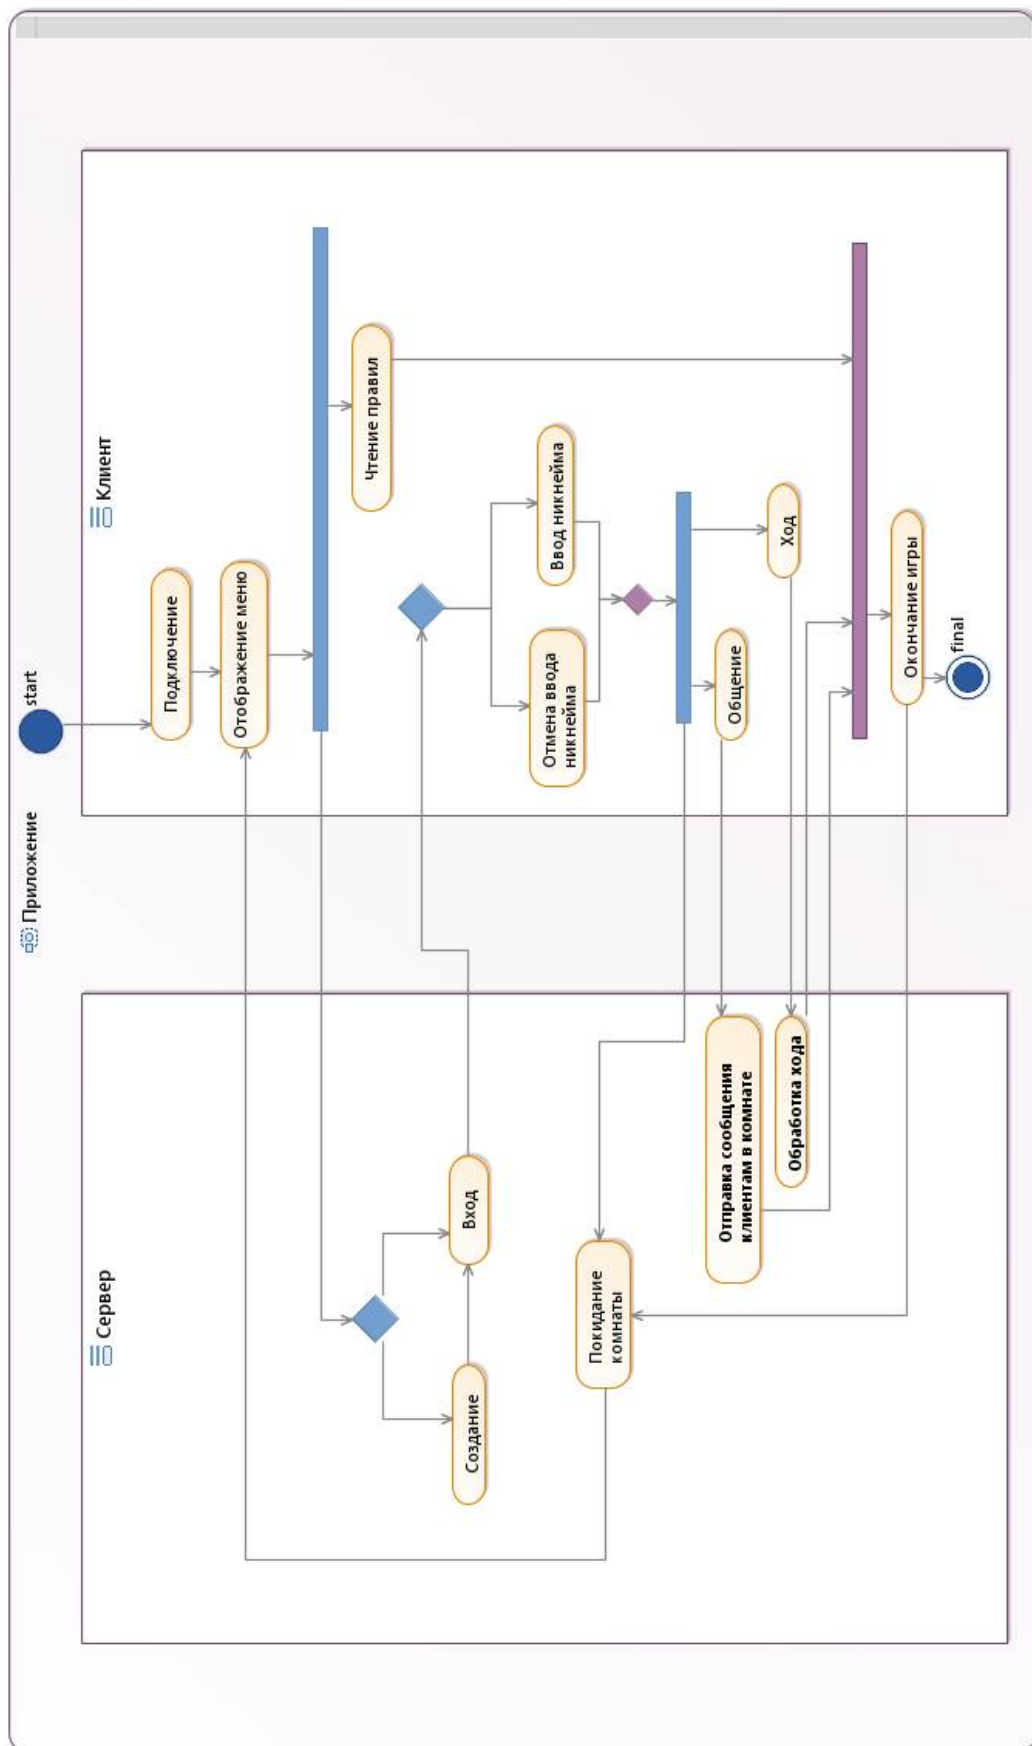 Приложение
start
Сервер
Клиент
Подключение
Отображение меню
Чтение правил
Создание
Вход
Отмена ввода
никнейма
Ввод никнейма
Покидание
комнаты
Общение
Ход
Отправка сообщения
клиентам в комнате
Обработка хода
Окончание игры
final